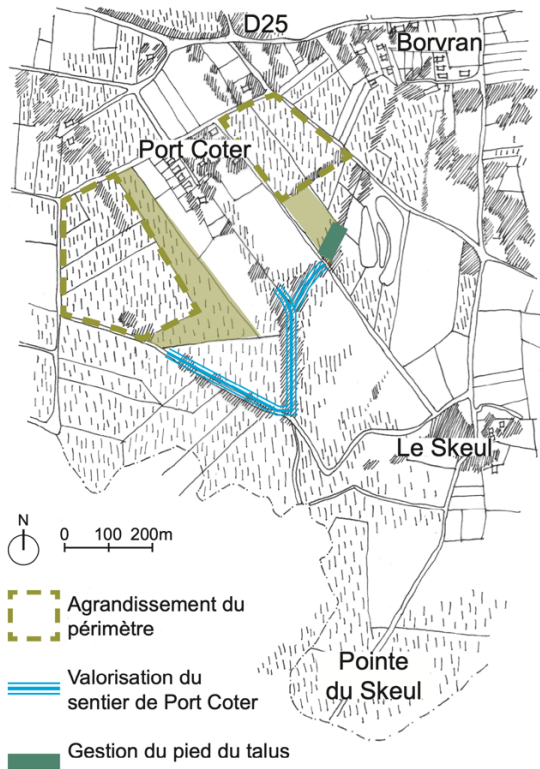 D25
Borvran
Port Coter
Le Skeul
N
0 100 200m
Agrandissement du
périmètre
Valorisation du
sentier de Port Coter
Pointe
du Skeul
Gestion du pied du talus